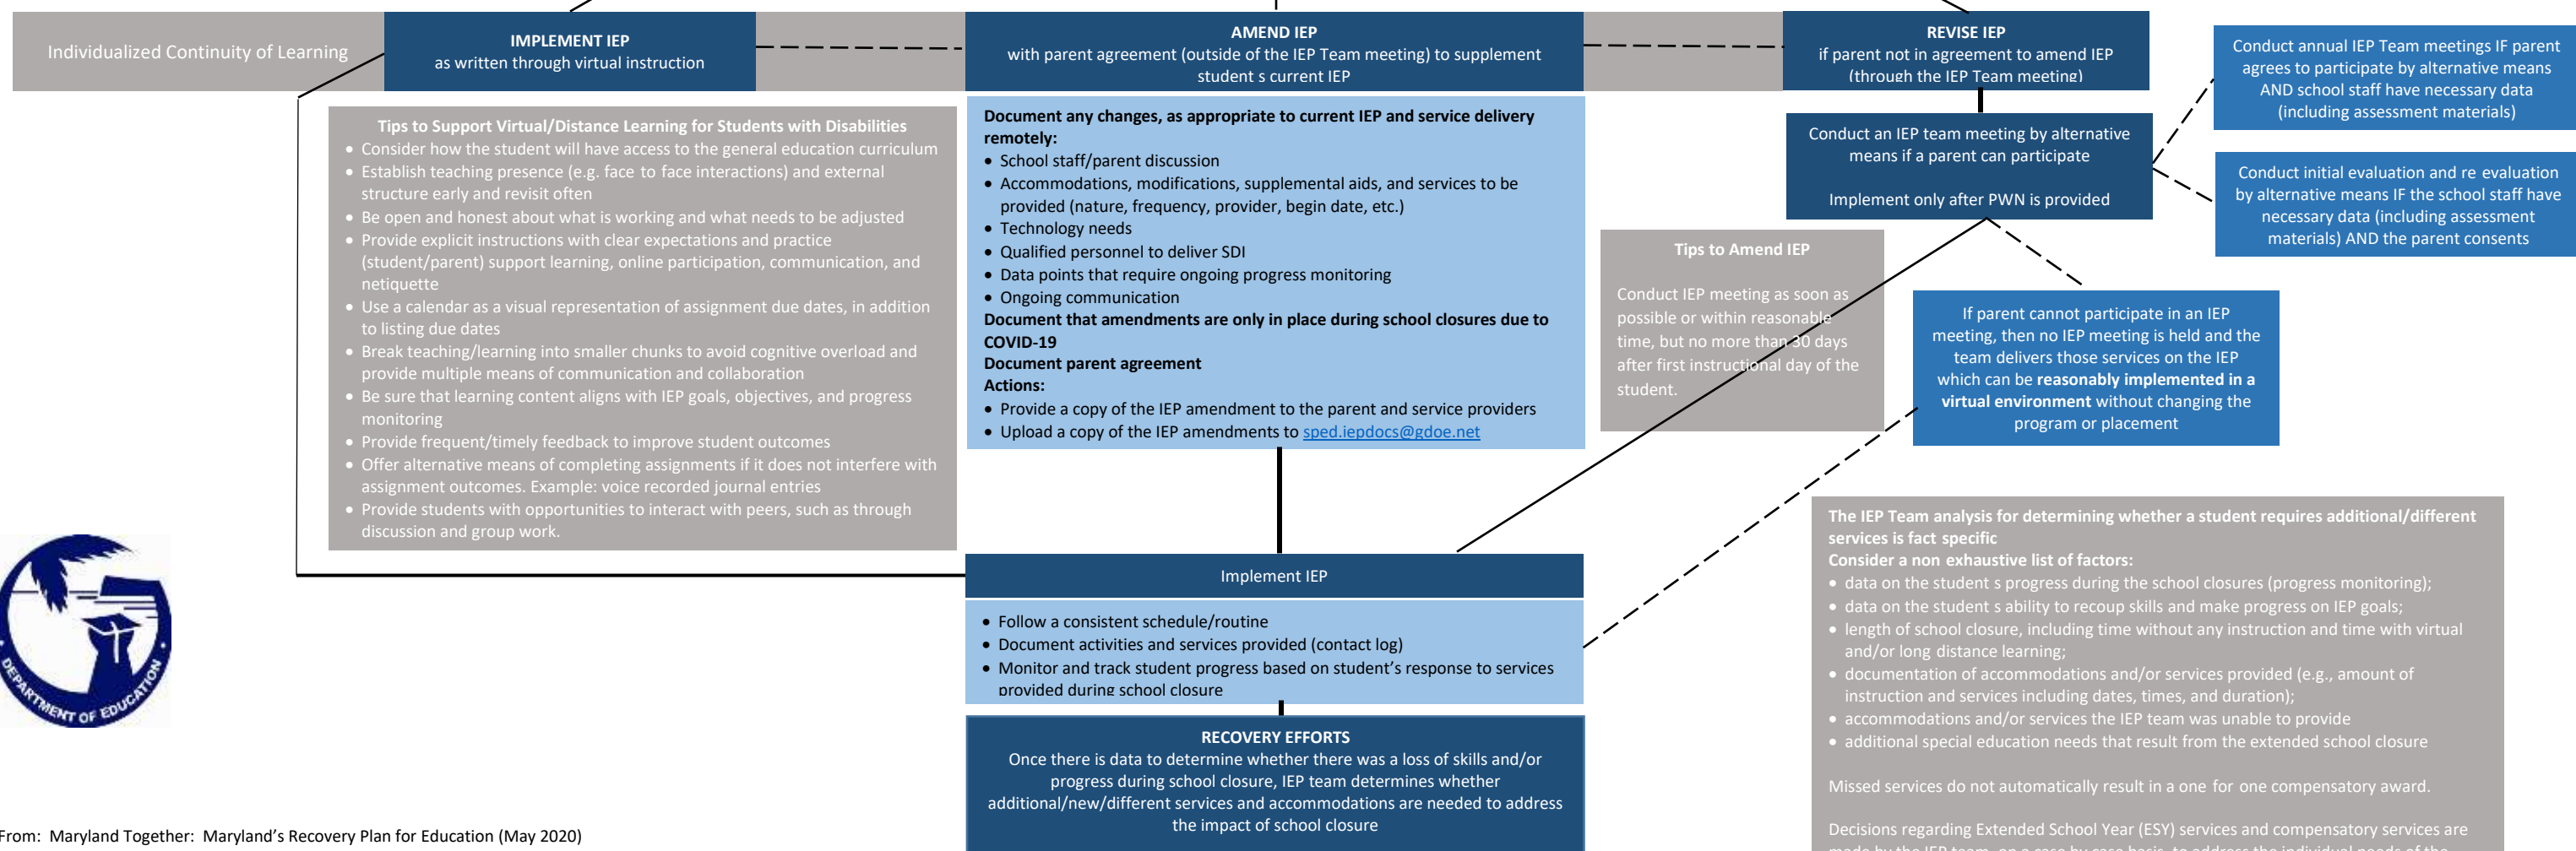 Individualized Continuity of Learning
IMPLEMENT IEP
as written through virtual instruction
AMEND IEP
with parent agreement (outside of the IEP Team meeting) to supplement
student s current IEP
REVISE IEP
if parent not in agreement to amend IEP
(through the IEP Team meeting)
Conduct annual IEP Team meetings IF parent
agrees to participate by alternative means
AND school staff have necessary data
(including assessment materials)
Tips to Support Virtual/Distance Learning for Students with Disabilities
• Consider how the student will have access to the general education curriculum
• Establish teaching presence (e.g. face to face interactions) and external
structure early and revisit often
• Be open and honest about what is working and what needs to be adjusted
• Provide explicit instructions with clear expectations and practice
(student/parent) support learning, online participation, communication, and
netiquette
• Use a calendar as a visual representation of assignment due dates, in addition
to listing due dates
• Break teaching/learning into smaller chunks to avoid cognitive overload and
provide multiple means of communication and collaboration
• Be sure that learning content aligns with IEP goals, objectives, and progress
monitoring
• Provide frequent/timely feedback to improve student outcomes
• Offer alternative means of completing assignments if it does not interfere with
assignment outcomes. Example: voice recorded journal entries
• Provide students with opportunities to interact with peers, such as through
discussion and group work.
Document any changes, as appropriate to current IEP and service delivery
remotely:
• School staff/parent discussion
• Accommodations, modifications, supplemental aids, and services to be
provided (nature, frequency, provider, begin date, etc.)
• Technology needs
• Qualified personnel to deliver SDI
• Data points that require ongoing progress monitoring
• Ongoing communication
Document that amendments are only in place during school closures due to
COVID-19
Document parent agreement
Actions:
• Provide a copy of the IEP amendment to the parent and service providers
• Upload a copy of the IEP amendments to sped.iepdocs@gdoe.net
Conduct an IEP team meeting by alternative
means if a parent can participate
Implement only after PWN is provided
Conduct initial evaluation and re evaluation
by alternative means IF the school staff have
necessary data (including assessment
materials) AND the parent consents
Tips to Amend IEP
Conduct IEP meeting as soon as
possible or within reasonable
time, but no more than 30 days
after first instructional day of the
student.
If parent cannot participate in an IEP
meeting, then no IEP meeting is held and the
team delivers those services on the IEP
which can be reasonably implemented in a
virtual environment without changing the
program or placement
Implement IEP
• Follow a consistent schedule/routine
• Document activities and services provided (contact log)
• Monitor and track student progress based on student’s response to services
provided during school closure
RECOVERY EFFORTS
Once there is data to determine whether there was a loss of skills and/or
progress during school closure, IEP team determines whether
additional/new/different services and accommodations are needed to address
the impact of school closure
The IEP Team analysis for determining whether a student requires additional/different
services is fact specific
Consider a non exhaustive list of factors:
• data on the student s progress during the school closures (progress monitoring);
• data on the student s ability to recoup skills and make progress on IEP goals;
• length of school closure, including time without any instruction and time with virtual
and/or long distance learning;
• documentation of accommodations and/or services provided (e.g., amount of
instruction and services including dates, times, and duration);
• accommodations and/or services the IEP team was unable to provide
• additional special education needs that result from the extended school closure
Missed services do not automatically result in a one for one compensatory award.
Decisions regarding Extended School Year (ESY) services and compensatory services are
made by the IEP team, on a case by case basis, to address the individual needs of the
DEPARTMENT OF EDUCATION
From: Maryland Together: Maryland’s Recovery Plan for Education (May 2020)